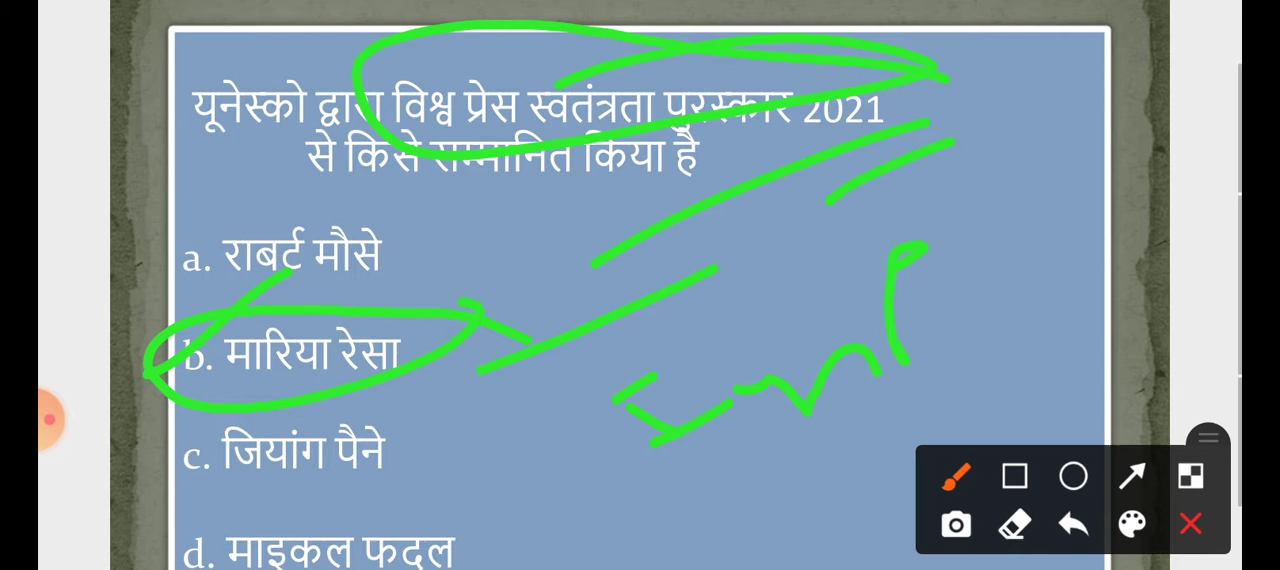 यूनेस्को द्वारा विश्व प्रेस स्वतंत्रता पुरस्कार 2021
से किसे सम्मानित किया है
a. राबर्ट मौसे
b. मारिया रेसा
c. जियांग पैने
d. माइकल फदल